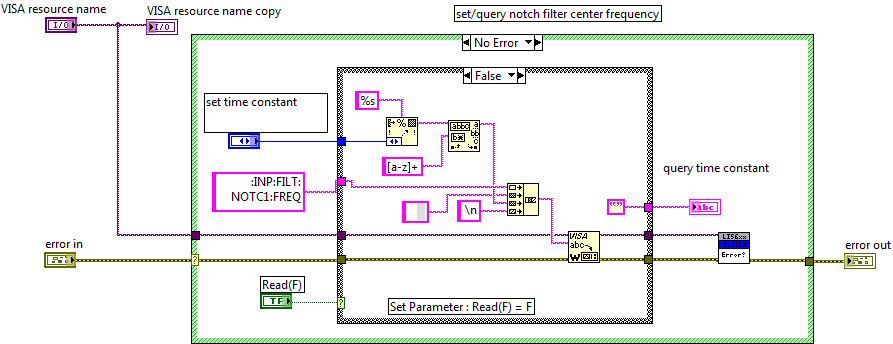 set/query notch filter center frequency
VISA resource name
VISA resource name copy
I/O
I/O
No Error
False
set time constant
%s
[a-z]+
:INP:FILT:
NOTC1:FREQ
\n
""
query time constant
abc
VISA
abc
W
LI56xx
Error?
error in
error out
?
Read(F)
TF
?
Set Parameter : Read(F) = F